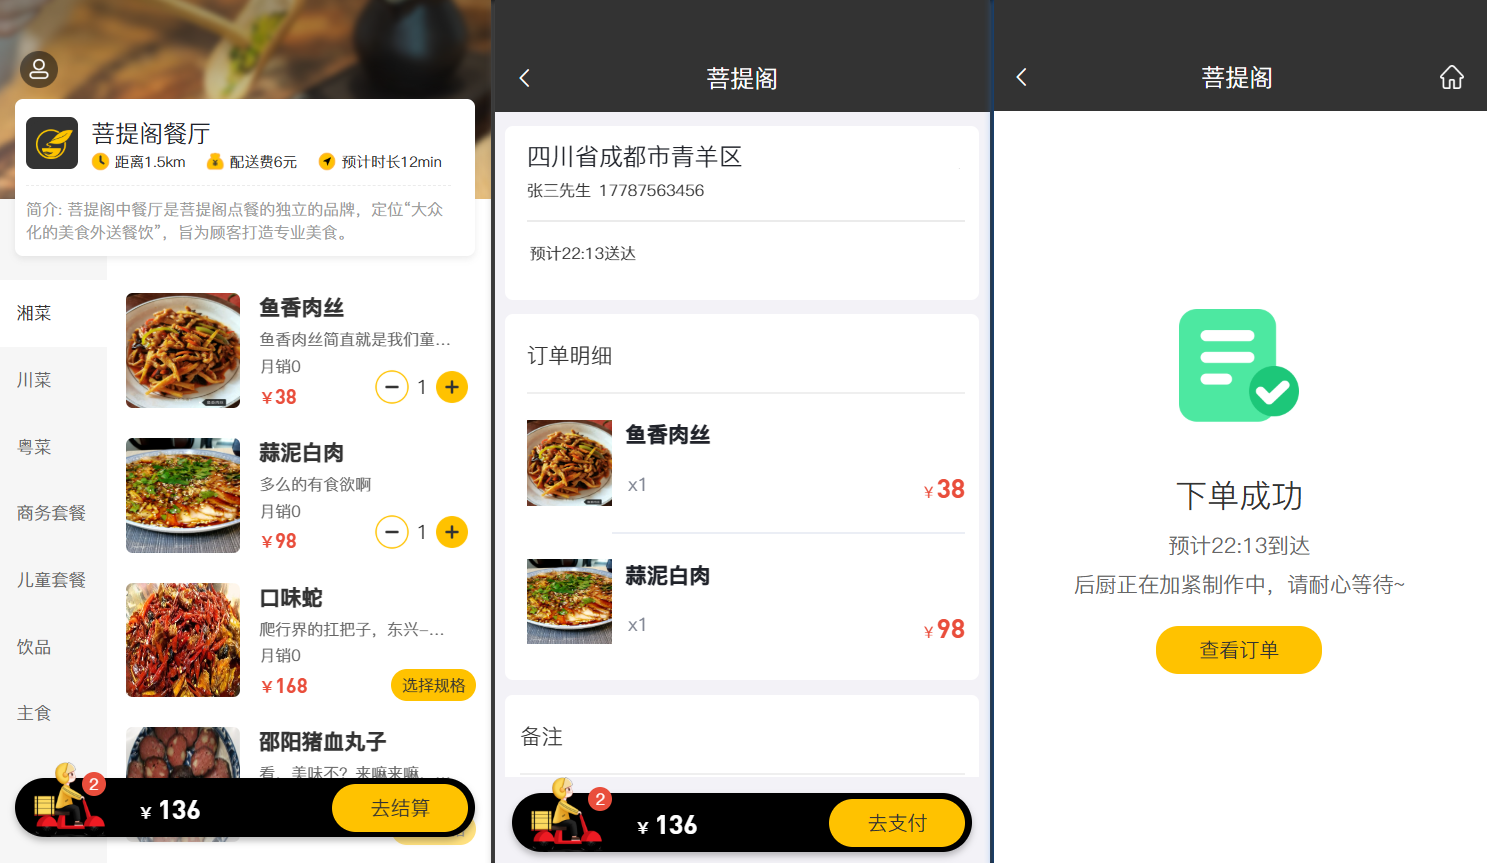 菩提阁餐厅
距离1.5km 配送费6元 预计时长12min
简介: 菩提阁中餐厅是菩提阁点餐的独立的品牌，定位“大众
化的美食外送餐饮”，旨为顾客打造专业美食。
湘菜
川菜
粤菜
商务套餐
儿童套餐
饮品
主食
鱼香肉丝
鱼香肉丝简直就是我们童...
月销0
￥38
1
蒜泥白肉
多么的有食欲啊
月销0
￥98
1
口味蛇
爬行界的扛把子，东兴-...
月销0
￥168
选择规格
邵阳猪血丸子
看，美味不？来嘛来嘛...
2
￥136
去结算
菩提阁
四川省成都市青羊区
张三先生 17787563456
预计22:13送达
订单明细
鱼香肉丝
x1
￥38
蒜泥白肉
x1
￥98
备注
2
￥136
去支付
菩提阁
下单成功
预计22:13到达
后厨正在加紧制作中，请耐心等待~
查看订单